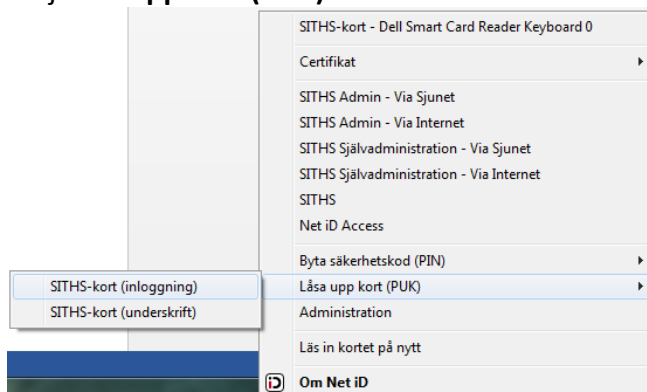 SITHS-kort - Dell Smart Card Reader Keyboard 0
Certifikat
SITHS Admin - Via Sjunet
SITHS Admin - Via Internet
SITHS Självadministration - Via Sjunet
SITHS Självadministration - Via Internet
SITHS
Net iD Access
Byta säkerhetskod (PIN)
SITHS-kort (inloggning)
Låsa upp kort (PUK)
SITHS-kort (underskrift)
Administration
Läs in kortet på nytt
Om Net iD